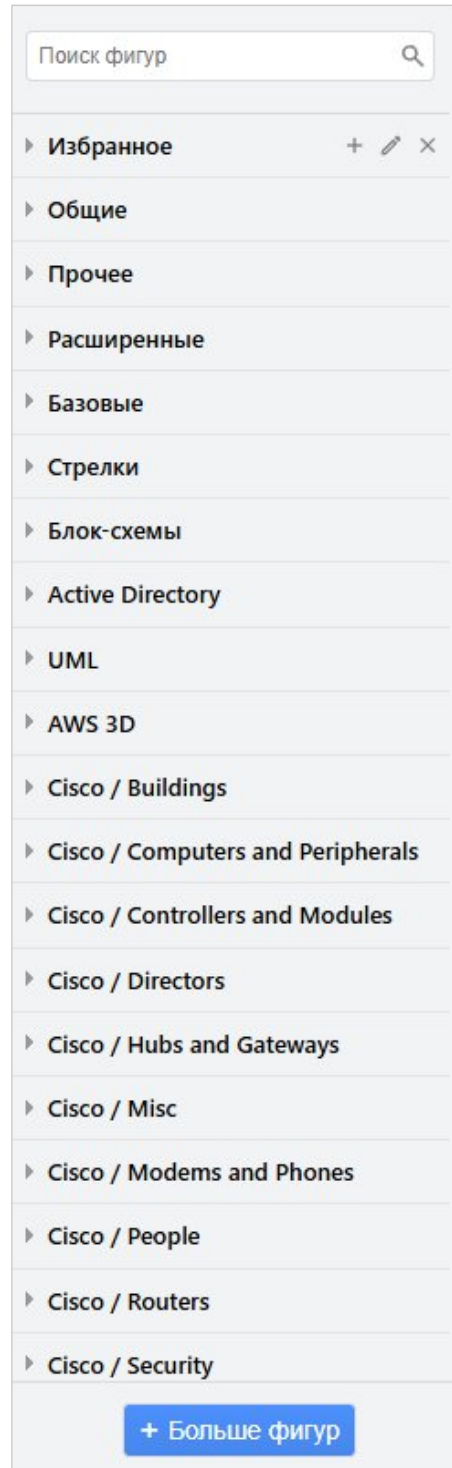 Поиск фигур
Избранное
Общие
Прочее
Расширенные
Базовые
Стрелки
Блок-схемы
Active Directory
UML
AWS 3D
Cisco / Buildings
Cisco / Computers and Peripherals
Cisco / Controllers and Modules
Cisco / Directors
Cisco / Hubs and Gateways
Cisco / Misc
Cisco / Modems and Phones
Cisco / People
Cisco / Routers
Cisco / Security
+ Больше фигур